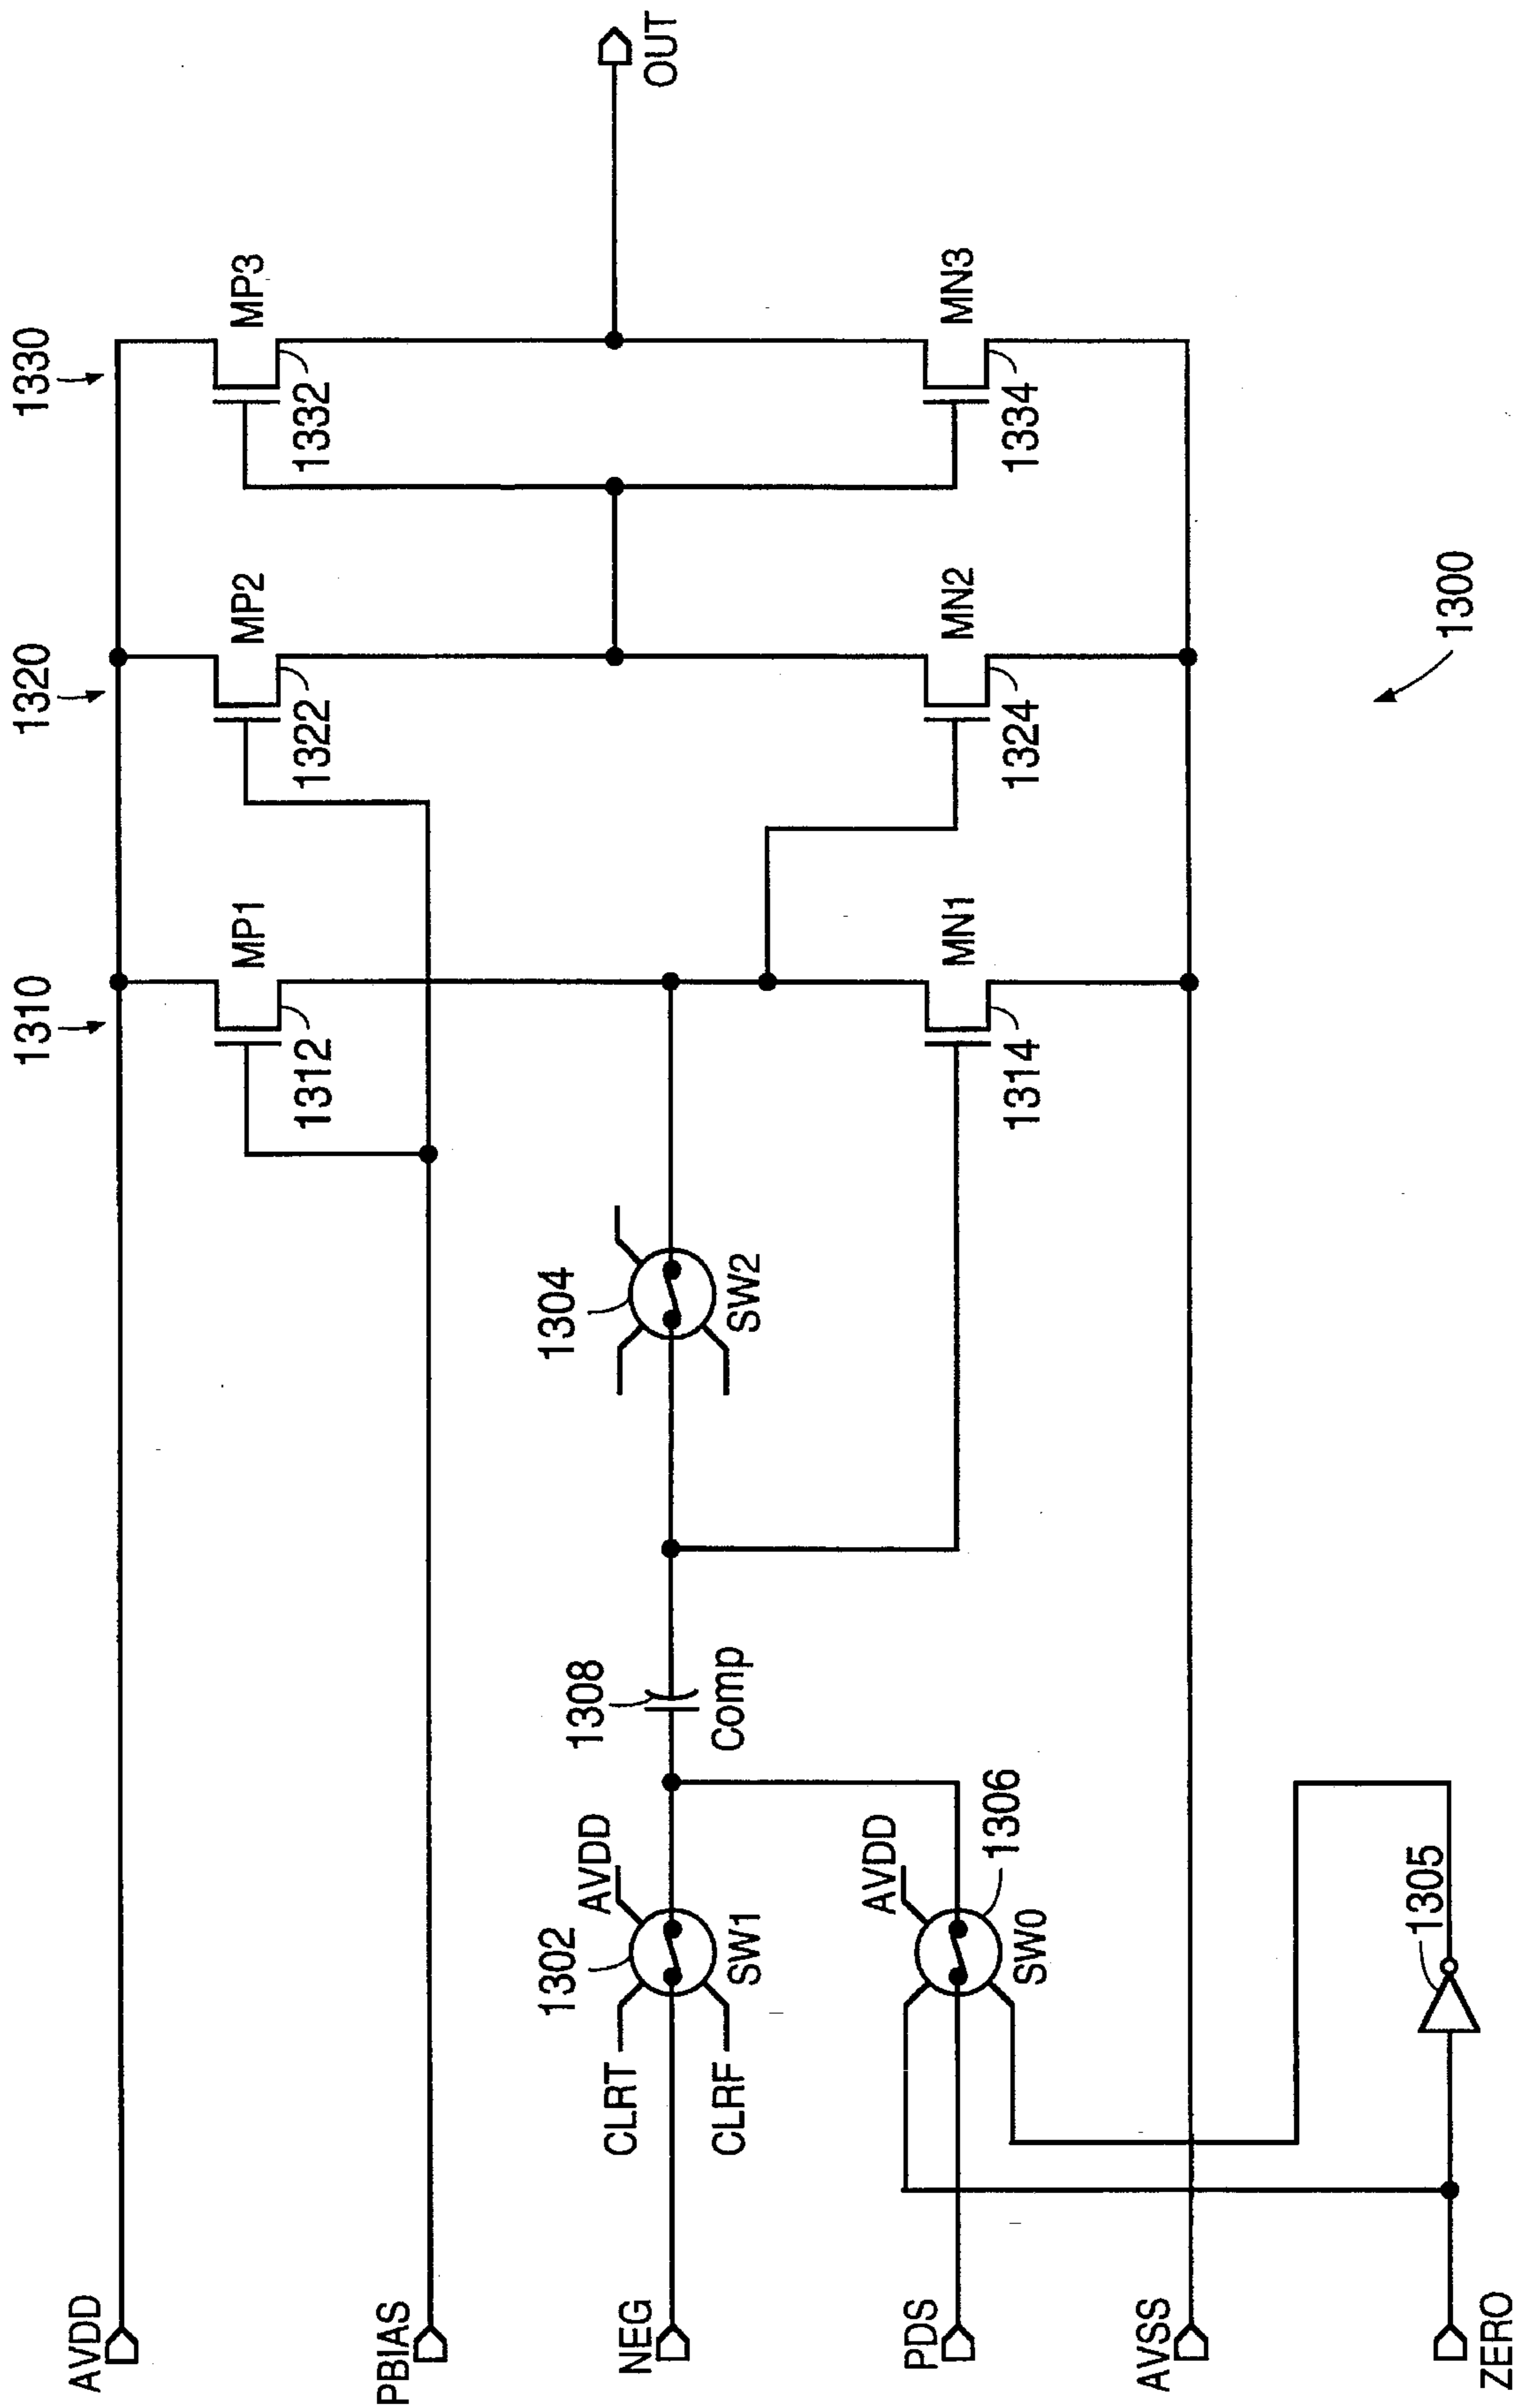 1310
1320
1330
AVDD
MP1
MP2
MP3
1312
1322
1332
PBIAS
OUT
1302
AVDD
1308
1304
CLRT
NEG
CLRF
SW1
Comp
SW2
AVDD
PDS
SW0
1306
MN1
MN2
MN3
1314
1324
1334
AVSS
1305
ZERO
1300